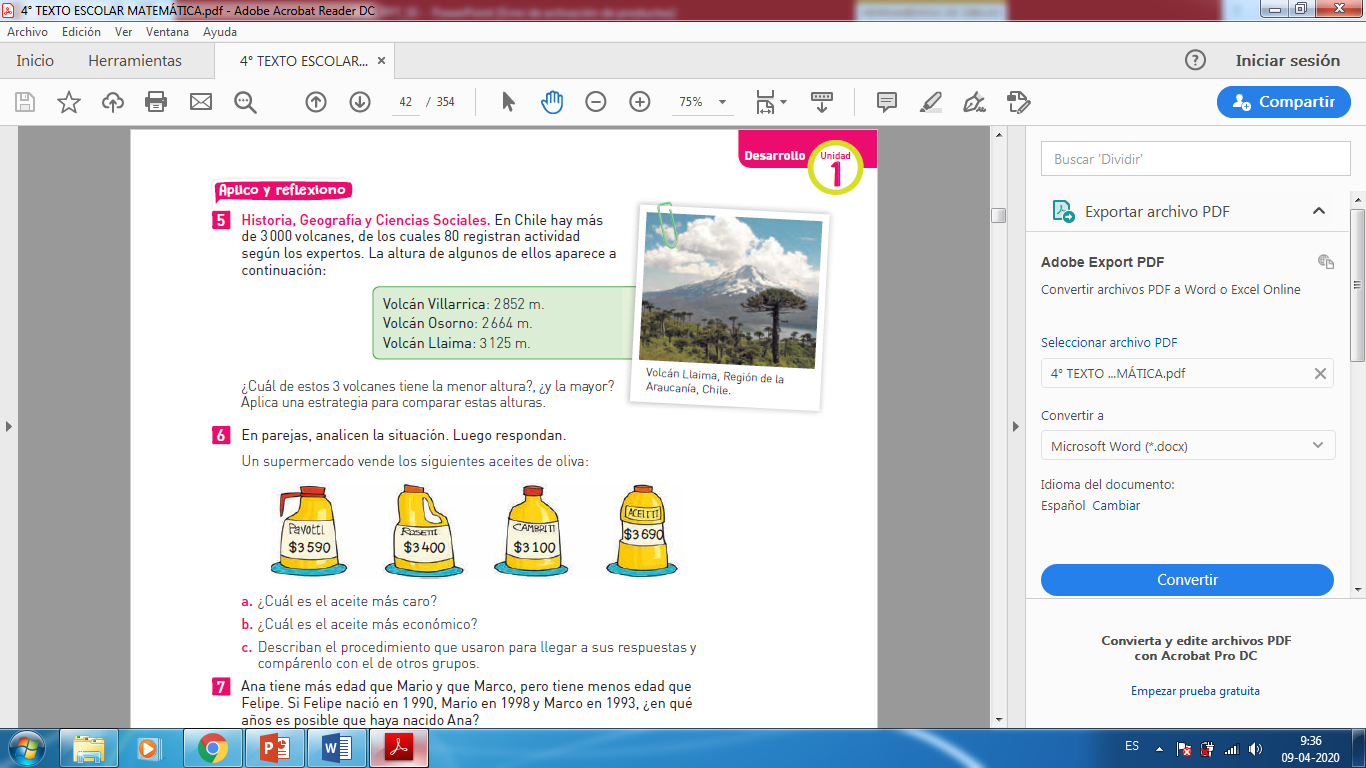 4° TEXTO ESCOLAR MATEMÁTICA.pdf - Adobe Acrobat Reader DC
Archivo Edición Ver Ventana Ayuda
Inicio Herramientas 4° TEXTO ESCOLAR... × Iniciar sesión
42 / 354 75% Compartir
Desarrollo Unidad 1
Aplico y reflexiono
5 Historia, Geografía y Ciencias Sociales. En Chile hay más
de 3 000 volcanes, de los cuales 80 registran actividad
según los expertos. La altura de algunos de ellos aparece a
continuación:
Volcán Villarrica: 2 852 m.
Volcán Osorno: 2 664 m.
Volcán Llaima: 3 125 m.
Volcán Llaima, Región de la
Araucanía, Chile.
¿Cuál de estos 3 volcanes tiene la menor altura?, ¿y la mayor?
Aplica una estrategia para comparar estas alturas.
6 En parejas, analicen la situación. Luego respondan.
Un supermercado vende los siguientes aceites de oliva:
Pavotti
$3 590
ROSETTI
$3 400
CAMBRITI
$3 100
ACEITTI
$3 690
a. ¿Cuál es el aceite más caro?
b. ¿Cuál es el aceite más económico?
c. Describan el procedimiento que usaron para llegar a sus respuestas y
compárenlo con el de otros grupos.
7 Ana tiene más edad que Mario y que Marco, pero tiene menos edad que
Felipe. Si Felipe nació en 1 990, Mario en 1998 y Marco en 1993, ¿en qué
años es posible que haya nacido Ana?
Buscar 'Dividir'
Exportar archivo PDF
Adobe Export PDF
Convertir archivos PDF a Word o Excel Online
Seleccionar archivo PDF
4° TEXTO ...MÁTICA.pdf
Convertir a
Microsoft Word (*.docx)
Idioma del documento:
Español Cambiar
Convertir
Convierta y edite archivos PDF
con Acrobat Pro DC
Empezar prueba gratuita
ES
9:36
09-04-2020